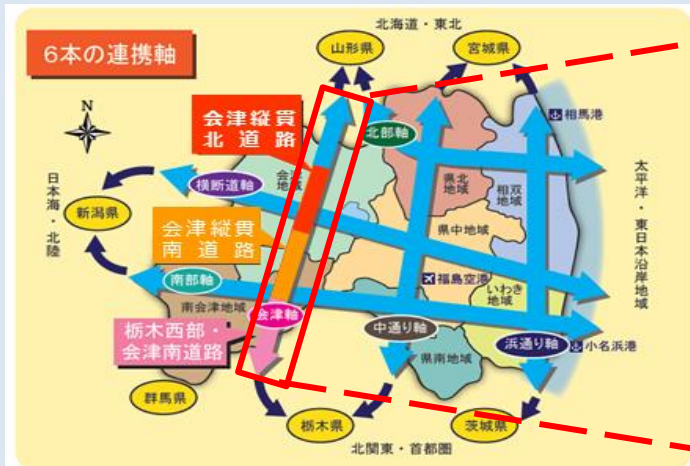 6本の連携軸
北海道・東北
山形県
宮城県
N
会津縦貫
北道路
北部軸
相馬港
県北
地域
相双
地域
横断道軸
日本海・北陸
新潟県
太平洋・東日本沿岸地域
会津縦貫
南道路
県中地域
福島空港
いわき
地域
南部軸
南会津地域
会津軸
中通り軸
浜通り軸
小名浜港
栃木西部・
会津南道路
県南地域
群馬県
栃木県
茨城県
北関東・首都圏